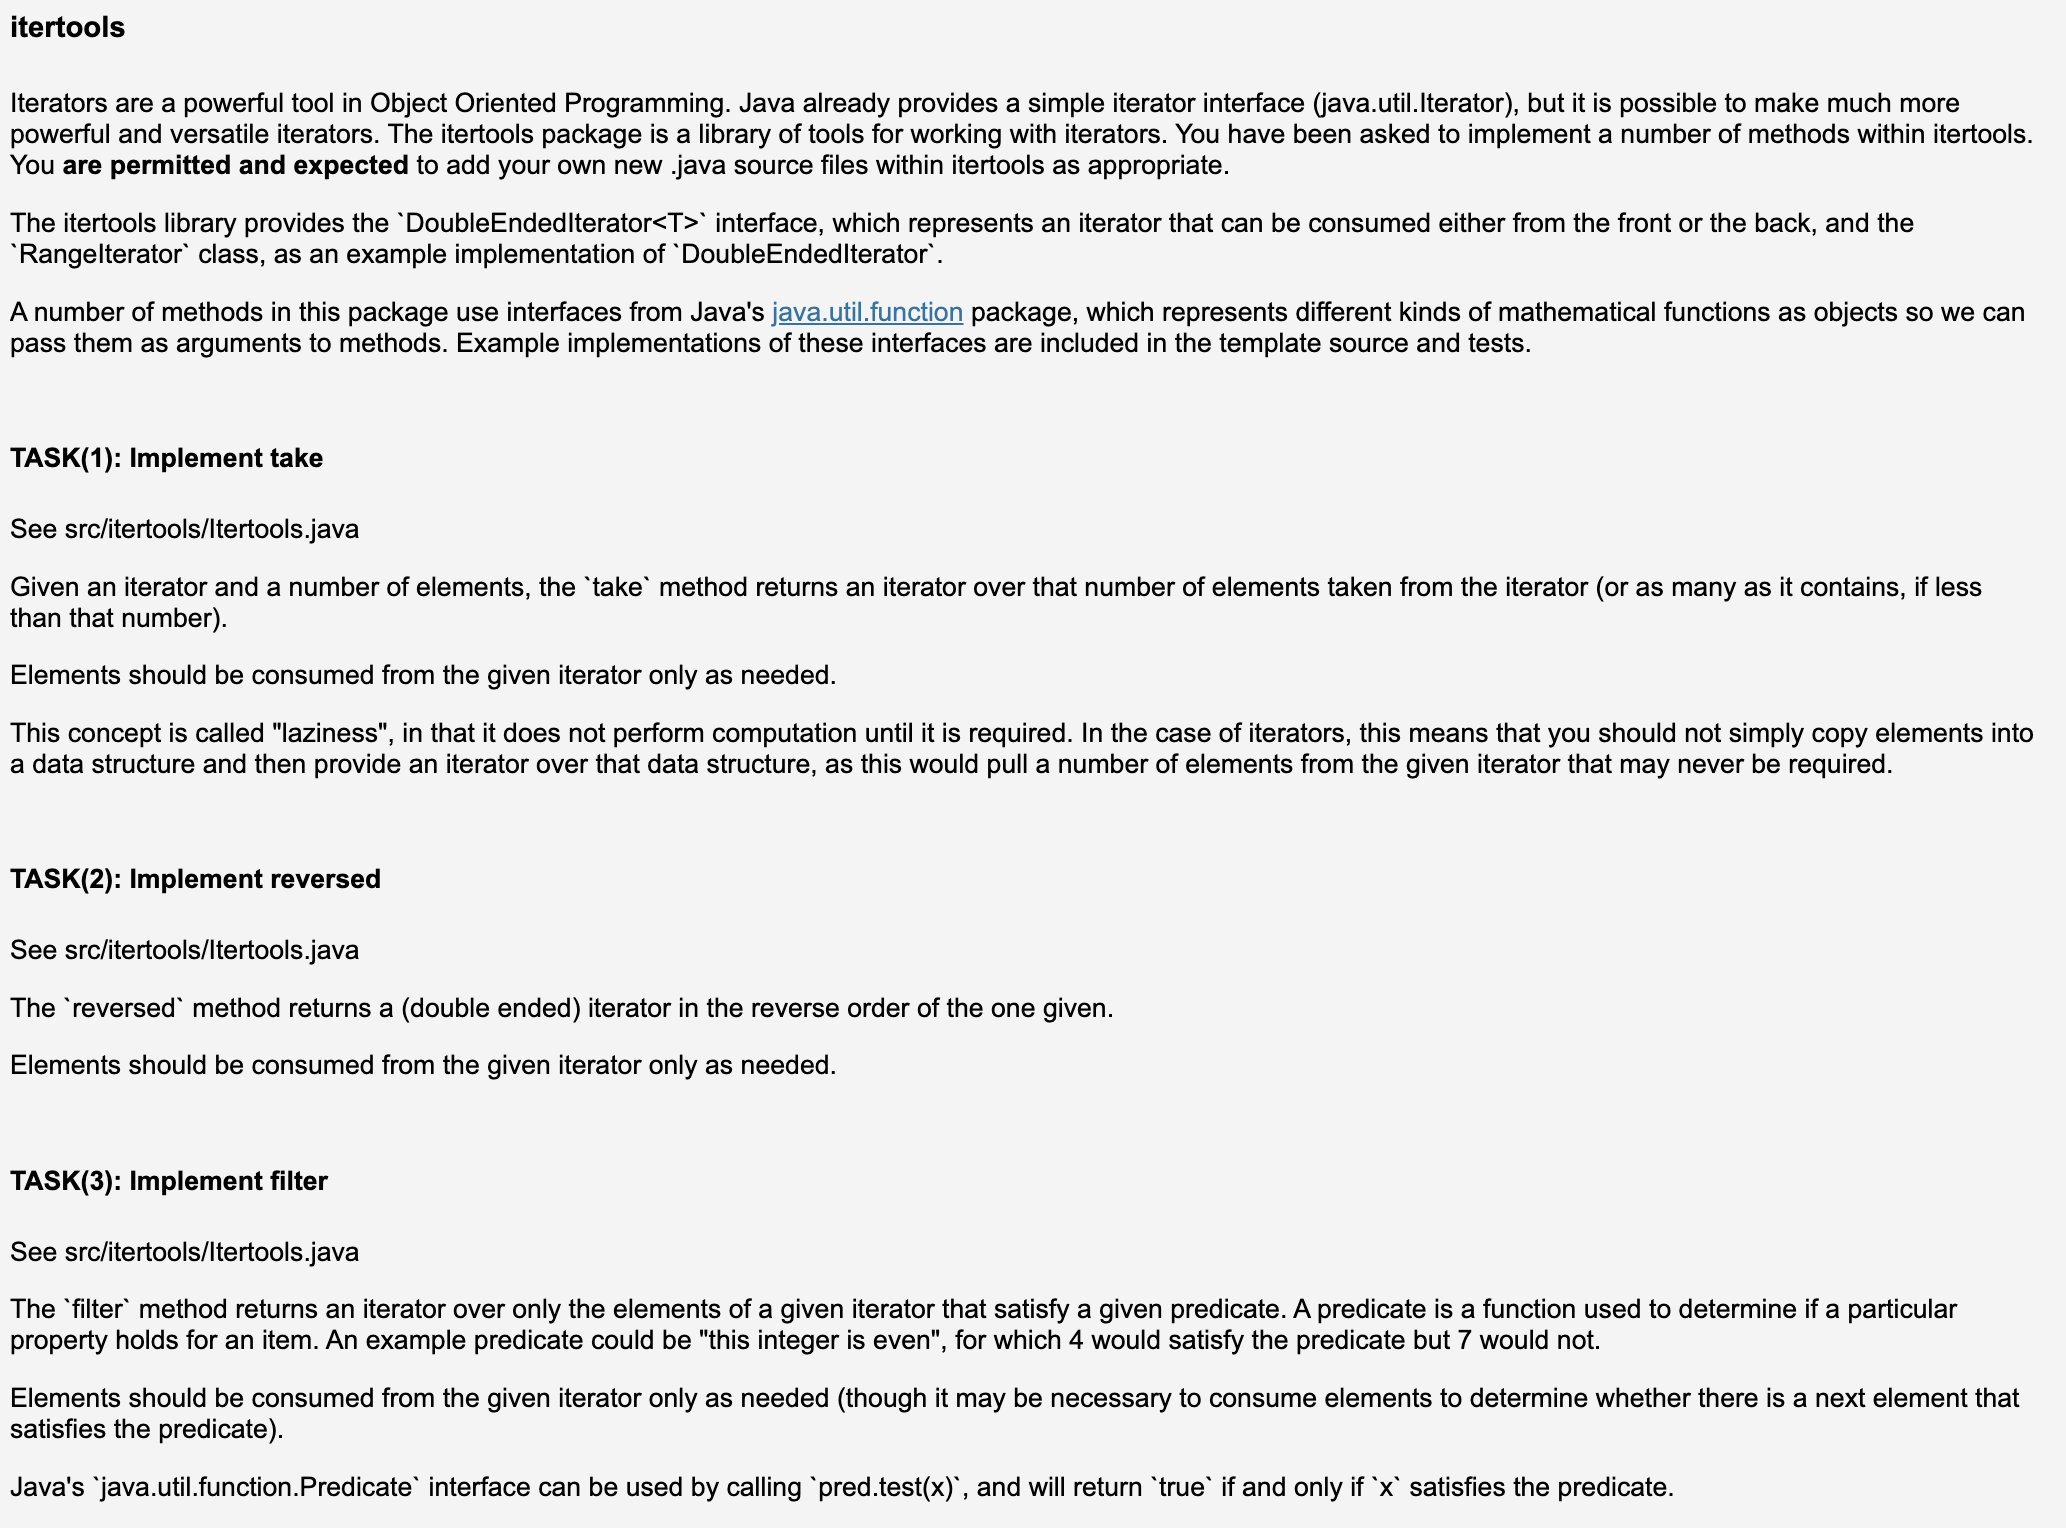 itertools
Iterators are a powerful tool in Object Oriented Programming. Java already provides a simple iterator interface (java.util.Iterator), but it is possible to make much more
powerful and versatile iterators. The itertools package is a library of tools for working with iterators. You have been asked to implement a number of methods within itertools.
You are permitted and expected to add your own new .java source files within itertools as appropriate.
The itertools library provides the `DoubleEndedIterator<T>` interface, which represents an iterator that can be consumed either from the front or the back, and the
`RangeIterator` class, as an example implementation of `DoubleEndedIterator`.
A number of methods in this package use interfaces from Java's java.util.function package, which represents different kinds of mathematical functions as objects so we can
pass them as arguments to methods. Example implementations of these interfaces are included in the template source and tests.
TASK(1): Implement take
See src/itertools/Itertools.java
Given an iterator and a number of elements, the `take` method returns an iterator over that number of elements taken from the iterator (or as many as it contains, if less
than that number).
Elements should be consumed from the given iterator only as needed.
This concept is called "laziness", in that it does not perform computation until it is required. In the case of iterators, this means that you should not simply copy elements into
a data structure and then provide an iterator over that data structure, as this would pull a number of elements from the given iterator that may never be required.
TASK(2): Implement reversed
See src/itertools/Itertools.java
The `reversed` method returns a (double ended) iterator in the reverse order of the one given.
Elements should be consumed from the given iterator only as needed.
TASK(3): Implement filter
See src/itertools/Itertools.java
The `filter` method returns an iterator over only the elements of a given iterator that satisfy a given predicate. A predicate is a function used to determine if a particular
property holds for an item. An example predicate could be "this integer is even", for which 4 would satisfy the predicate but 7 would not.
Elements should be consumed from the given iterator only as needed (though it may be necessary to consume elements to determine whether there is a next element that
satisfies the predicate).
Java's `java.util.function.Predicate` interface can be used by calling `pred.test(x)`, and will return `true` if and only if `x` satisfies the predicate.